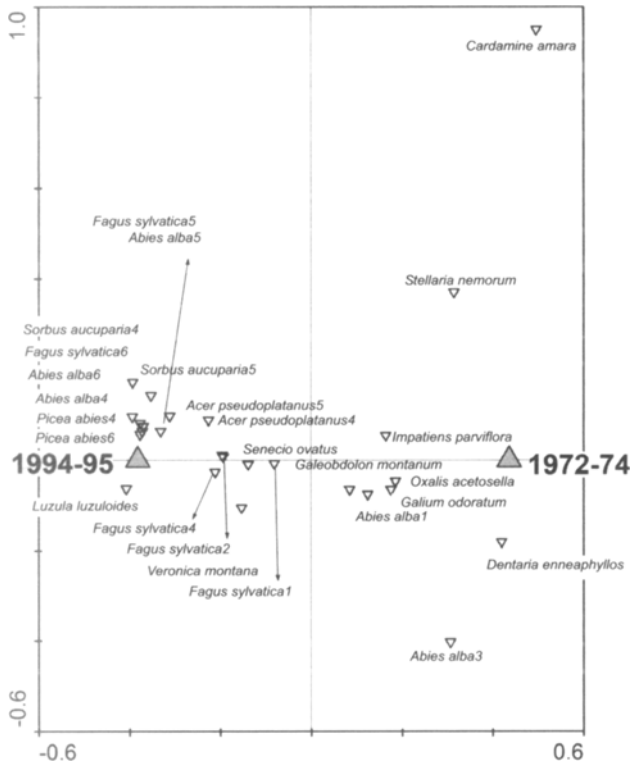 1.0
Cardamine amara
Fagus sylvatica5
Abies alba5
Stellaria nemorum
Sorbus aucuparia4
Fagus sylvatica6
Abies alba6
Sorbus aucuparia5
Abies alba4
Acer pseudoplatanus5
Picea abies4
Acer pseudoplatanus4
Picea abies6
Impatiens parviflora
Senecio ovatus
1994-95
Galeobdolon montanum
1972-74
Oxalis acetosella
Luzula luzuloides
Galium odoratum
Abies alba1
Fagus sylvatica4
Fagus sylvatica2
Veronica montana
Dentaria enneaphyllos
Fagus sylvatica1
Abies alba3
-0.6
-0.6
0.6